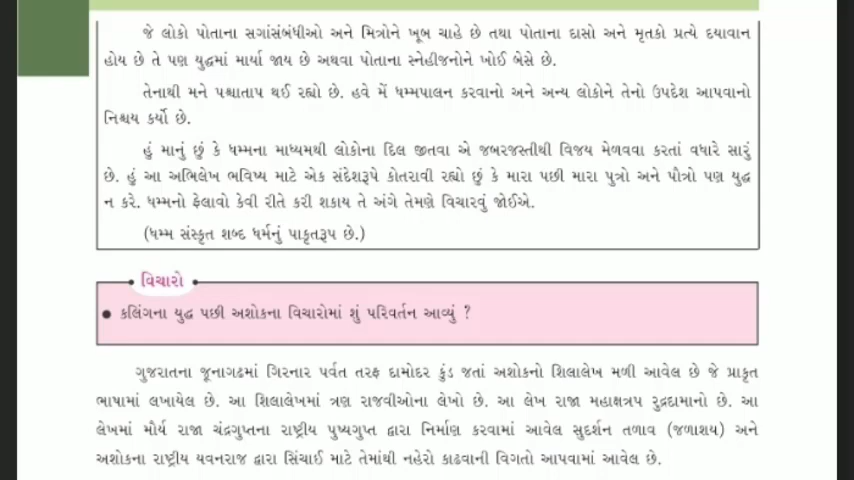 જે લોકો પોતાના સગાંસંબંધીઓ અને મિત્રોને ખૂબ ચાહે છે તથા પોતાના દાસો અને મૃતકો પ્રત્યે દયાવાન
હોય છે તે પણ યુદ્ધમાં માર્યા જાય છે અથવા પોતાના સ્નેહીજનોને ખોઈ બેસે છે.
તેનાથી મને પશ્ચાતાપ થઈ રહ્યો છે. હવે મેં ધમ્મપાલન કરવાનો અને અન્ય લોકોને તેનો ઉપદેશ આપવાનો
નિશ્ચય કર્યો છે.
હું માનું છું કે ધમ્મના માધ્યમથી લોકોના દિલ જીતવા એ જબરજસ્તીથી વિજય મેળવવા કરતાં વધારે સારું
છે. હું આ અભિલેખ ભવિષ્ય માટે એક સંદેશરૂપે કોતરાવી રહ્યો છું કે મારા પછી મારા પુત્રો અને પૌત્રો પણ યુદ્ધ
ન કરે. ધમ્મનો ફેલાવો કેવી રીતે કરી શકાય તે અંગે તેમણે વિચારવું જોઈએ.
(ધમ્મ સંસ્કૃત શબ્દ ધર્મનું પાકૃતરૂપ છે.)
વિચારો
● કલિંગના યુદ્ધ પછી અશોકના વિચારોમાં શું પરિવર્તન આવ્યું ?
ગુજરાતના જૂનાગઢમાં ગિરનાર પર્વત તરફ દામોદર કુંડ જતાં અશોકનો શિલાલેખ મળી આવેલ છે જે પ્રાકૃત
ભાષામાં લખાયેલ છે. આ શિલાલેખમાં ત્રણ રાજવીઓના લેખો છે. આ લેખ રાજા મહાક્ષત્રપ રુદ્રદામાનો છે. આ
લેખમાં મૌર્ય રાજા ચંદ્રગુપ્તના રાષ્ટ્રીય પુષ્યગુપ્ત દ્વારા નિર્માણ કરવામાં આવેલ સુદર્શન તળાવ (જળાશય) અને
અશોકના રાષ્ટ્રીય યવનરાજ દ્વારા સિંચાઈ માટે તેમાંથી નહેરો કાઢવાની વિગતો આપવામાં આવેલ છે.